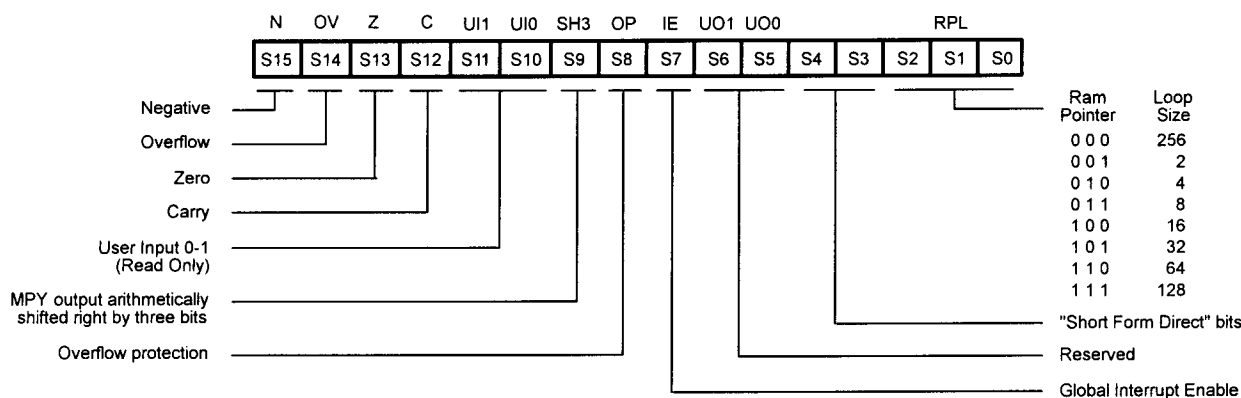 N OV Z C UI1 UI0 SH3 OP IE UO1 UO0 RPL
S15 S14 S13 S12 S11 S10 S9 S8 S7 S6 S5 S4 S3 S2 S1 S0
Negative
Overflow
Zero
Carry
User Input 0-1
(Read Only)
MPY output arithmetically
shifted right by three bits
Overflow protection
Ram Loop
Pointer Size
0 0 0 256
0 0 1 2
0 1 0 4
0 1 1 8
1 0 0 16
1 0 1 32
1 1 0 64
1 1 1 128
"Short Form Direct" bits
Reserved
Global Interrupt Enable